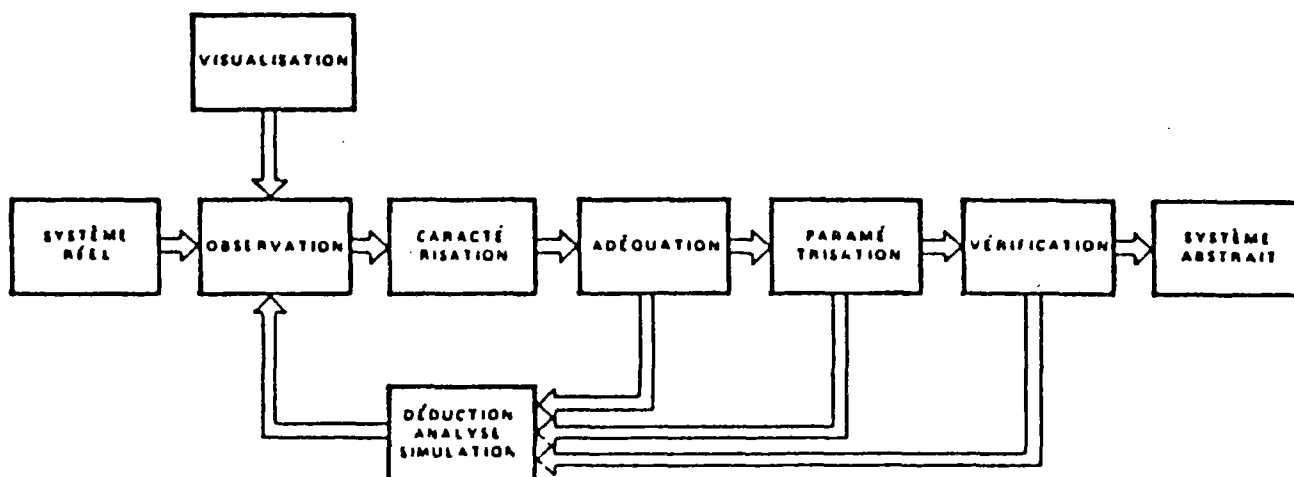 VISUALISATION
SYSTÈME
RÉEL
OBSERVATION
CARACTÉ
RISATION
ADÉQUATION
PARAMÉ
TRISATION
VÉRIFICATION
SYSTÈME
ABSTRAIT
DÉDUCTION
ANALYSE
SIMULATION